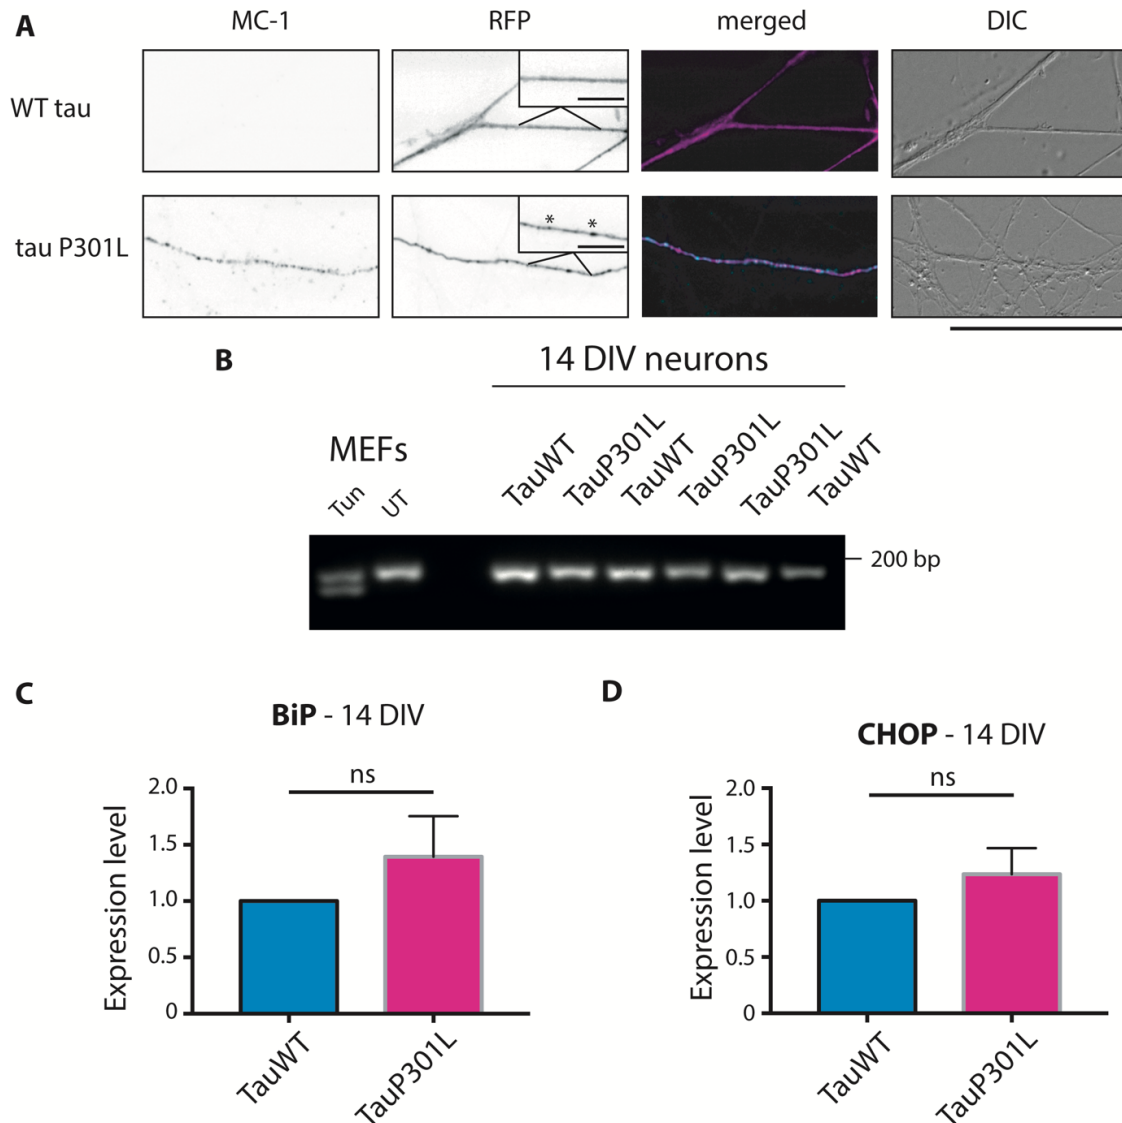 A
MC-1
RFP
merged
DIC
WT tau
* *
tau P301L
B
14 DIV neurons
MEFs
Tun
UT
TauWT
TauP301L
TauWT
TauP301L
TauP301L
TauWT
200 bp
C
BiP - 14 DIV
ns
Expression level
2.0
1.5
1.0
0.5
0
TauWT
TauP301L
D
CHOP - 14 DIV
ns
Expression level
2.0
1.5
1.0
0.5
0
TauWT
TauP301L